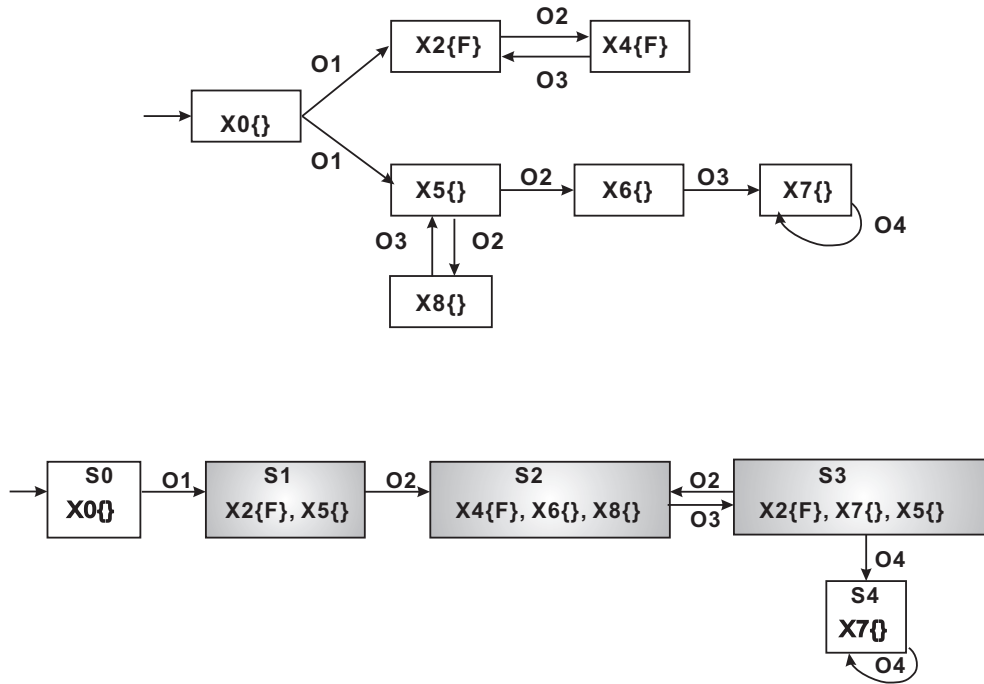 O2
X2{F}
X4{F}
O1
O3
X0{}
O1
X5{}
O2
X6{}
O3
X7{}
O4
O3
O2
X8{}
S0
X0{}
O1
S1
X2{F}, X5{}
O2
S2
X4{F}, X6{}, X8{}
O2
O3
S3
X2{F}, X7{}, X5{}
O4
S4
X7{}
O4